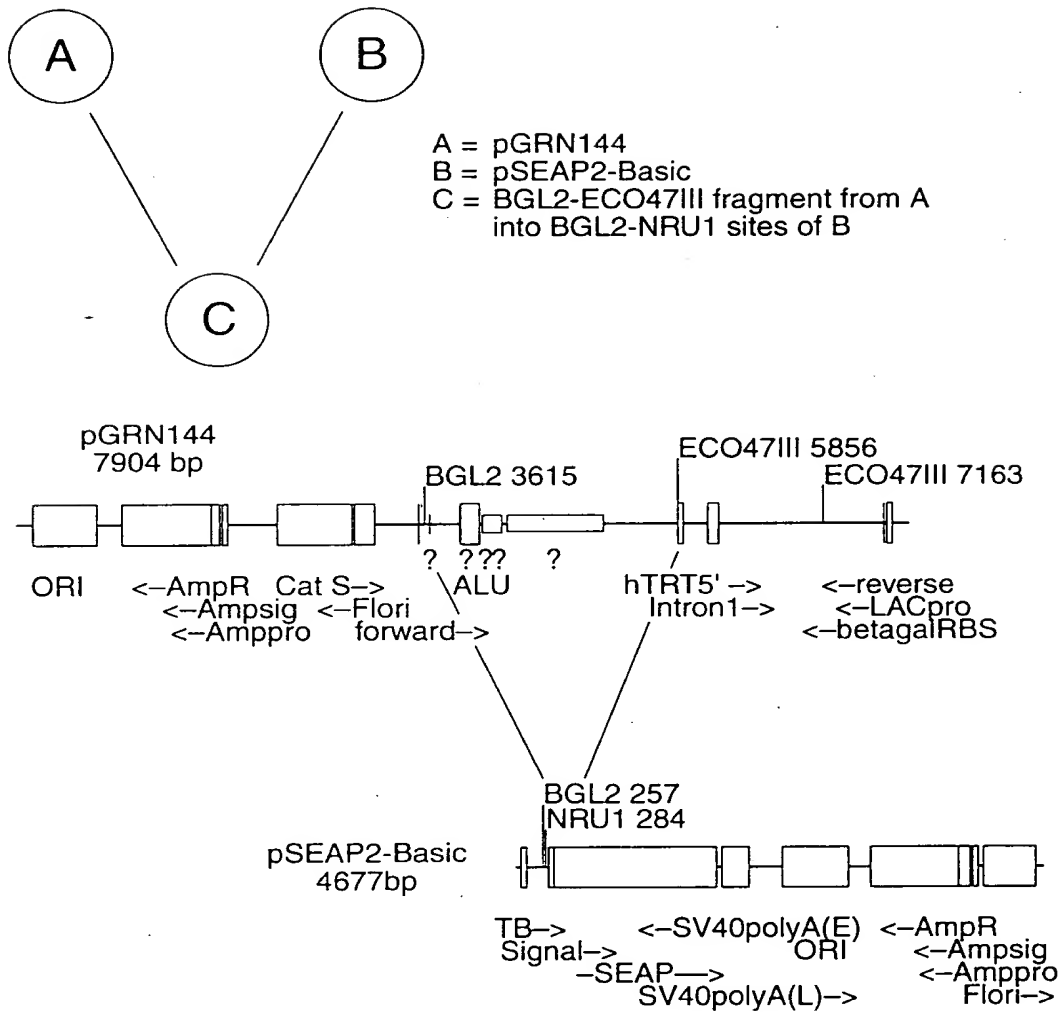 A
B
A = pGRN144
B = pSEAP2-Basic
C = BGL2-ECO47III fragment from A
into BGL2-NRU1 sites of B
C
pGRN144
7904 bp
ECO47III 5856
BGL2 3615
ECO47III 7163
? ? ?? ?
ORI
<-AmpR
Cat S->
ALU
hTRT5' ->
<-reverse
<-Ampsig
<-Flori
Intron1->
<-LACpro
<-Amppro
forward->
<-betagalRBS
BGL2 257
NRU1 284
pSEAP2-Basic
4677bp
TB->
<-SV40polyA(E)
<-AmpR
Signal->
ORI
<-Ampsig
-SEAP->
<-Amppro
SV40polyA(L)->
Flori->